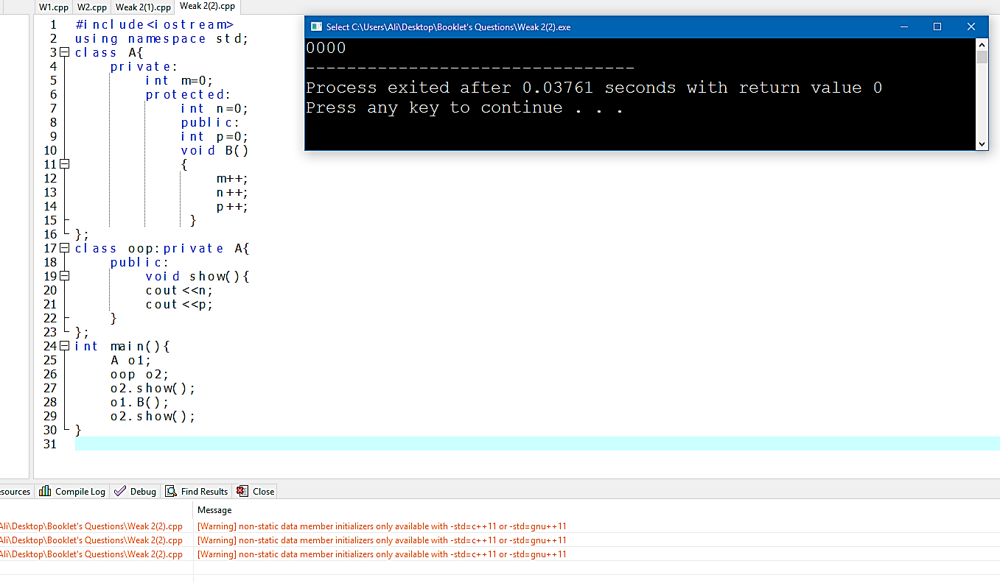 W1.cpp W2.cpp Weak 2(1).cpp Weak 2(2).cpp
1 #include<iostream>
2 using namespace std;
3 class A{
4 private:
5 int m=0;
6 protected:
7 int n=0;
8 public:
9 int p=0;
10 void B()
11 {
12 m++;
13 n++;
14 p++;
15 }
16 };
17 class oop:private A{
18 public:
19 void show(){
20 cout<<n;
21 cout<<p;
22 }
23 };
24 int main(){
25 A o1;
26 oop o2;
27 o2.show();
28 o1.B();
29 o2.show();
30 }
31
Select C:\Users\Ali\Desktop\Booklet's Questions\Weak 2(2).exe
0000
--------------------------------
Process exited after 0.03761 seconds with return value 0
Press any key to continue . . .
esources Compile Log Debug Find Results Close
Message
Ali\Desktop\Booklet's Questions\Weak 2(2).cpp [Warning] non-static data member initializers only available with -std=c++11 or -std=gnu++11
Ali\Desktop\Booklet's Questions\Weak 2(2).cpp [Warning] non-static data member initializers only available with -std=c++11 or -std=gnu++11
Ali\Desktop\Booklet's Questions\Weak 2(2).cpp [Warning] non-static data member initializers only available with -std=c++11 or -std=gnu++11